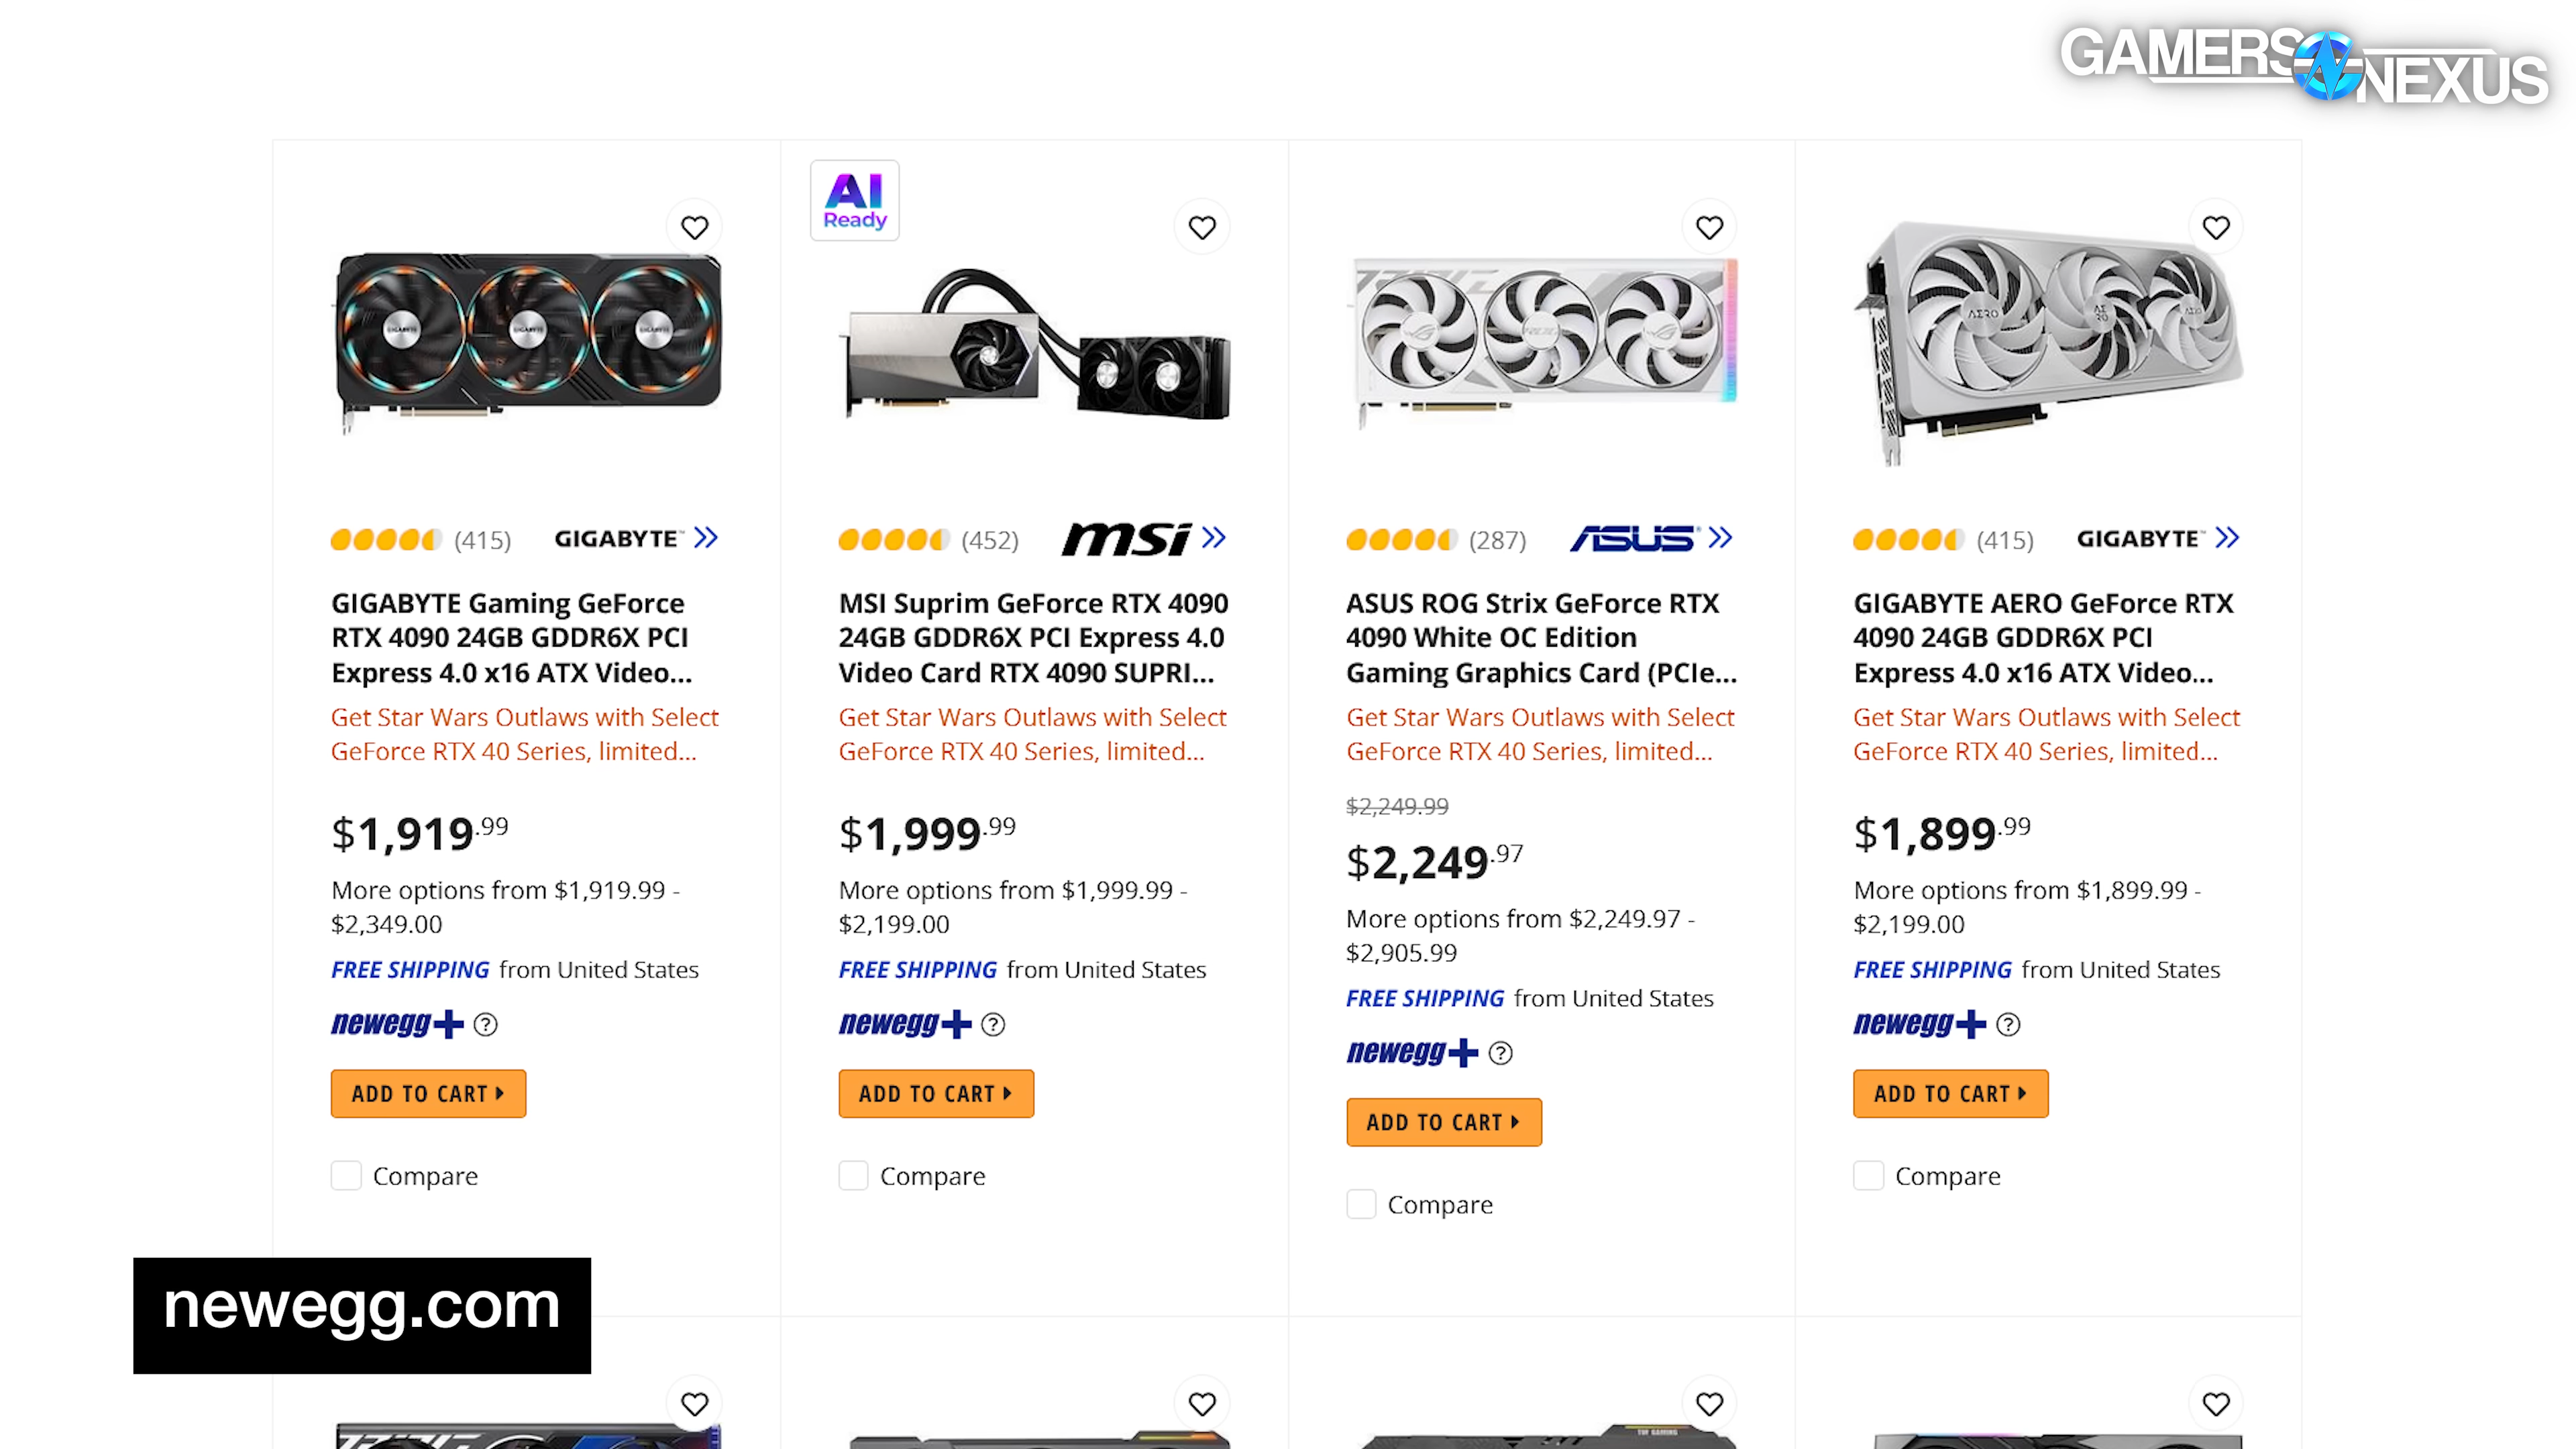 GAMERS NEXUS
AI
Ready
GIGABYTE
GIGABYTE
GIGABYTE
AERO
AERO
AERO
(415) GIGABYTE™
GIGABYTE Gaming GeForce
RTX 4090 24GB GDDR6X PCI
Express 4.0 x16 ATX Video...
Get Star Wars Outlaws with Select
GeForce RTX 40 Series, limited...
$1,919.99
More options from $1,919.99 -
$2,349.00
FREE SHIPPING from United States
newegg+ ?
ADD TO CART
Compare
(452) msi
MSI Suprim GeForce RTX 4090
24GB GDDR6X PCI Express 4.0
Video Card RTX 4090 SUPRI...
Get Star Wars Outlaws with Select
GeForce RTX 40 Series, limited...
$1,999.99
More options from $1,999.99 -
$2,199.00
FREE SHIPPING from United States
newegg+ ?
ADD TO CART
Compare
(287) ASUS®
ASUS ROG Strix GeForce RTX
4090 White OC Edition
Gaming Graphics Card (PCIe...
Get Star Wars Outlaws with Select
GeForce RTX 40 Series, limited...
$2,249.99
$2,249.97
More options from $2,249.97 -
$2,905.99
FREE SHIPPING from United States
newegg+ ?
ADD TO CART
Compare
(415) GIGABYTE™
GIGABYTE AERO GeForce RTX
4090 24GB GDDR6X PCI
Express 4.0 x16 ATX Video...
Get Star Wars Outlaws with Select
GeForce RTX 40 Series, limited...
$1,899.99
More options from $1,899.99 -
$2,199.00
FREE SHIPPING from United States
newegg+ ?
ADD TO CART
Compare
newegg.com
TUF GAMING